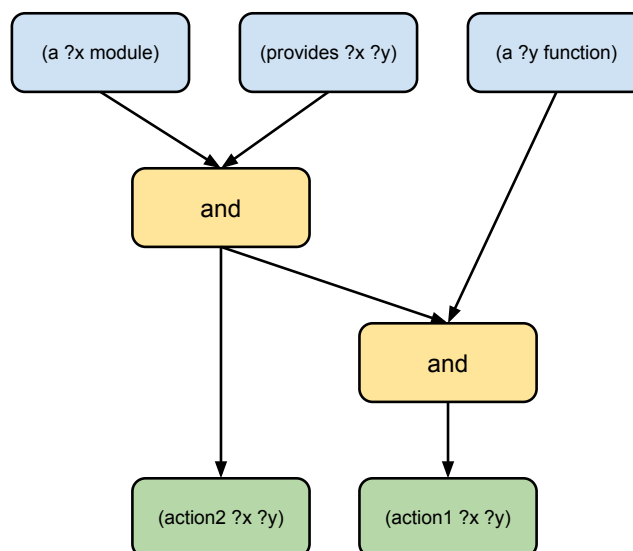 (a ?x module)
(provides ?x ?y)
(a ?y function)
and
and
(action2 ?x ?y)
(action1 ?x ?y)